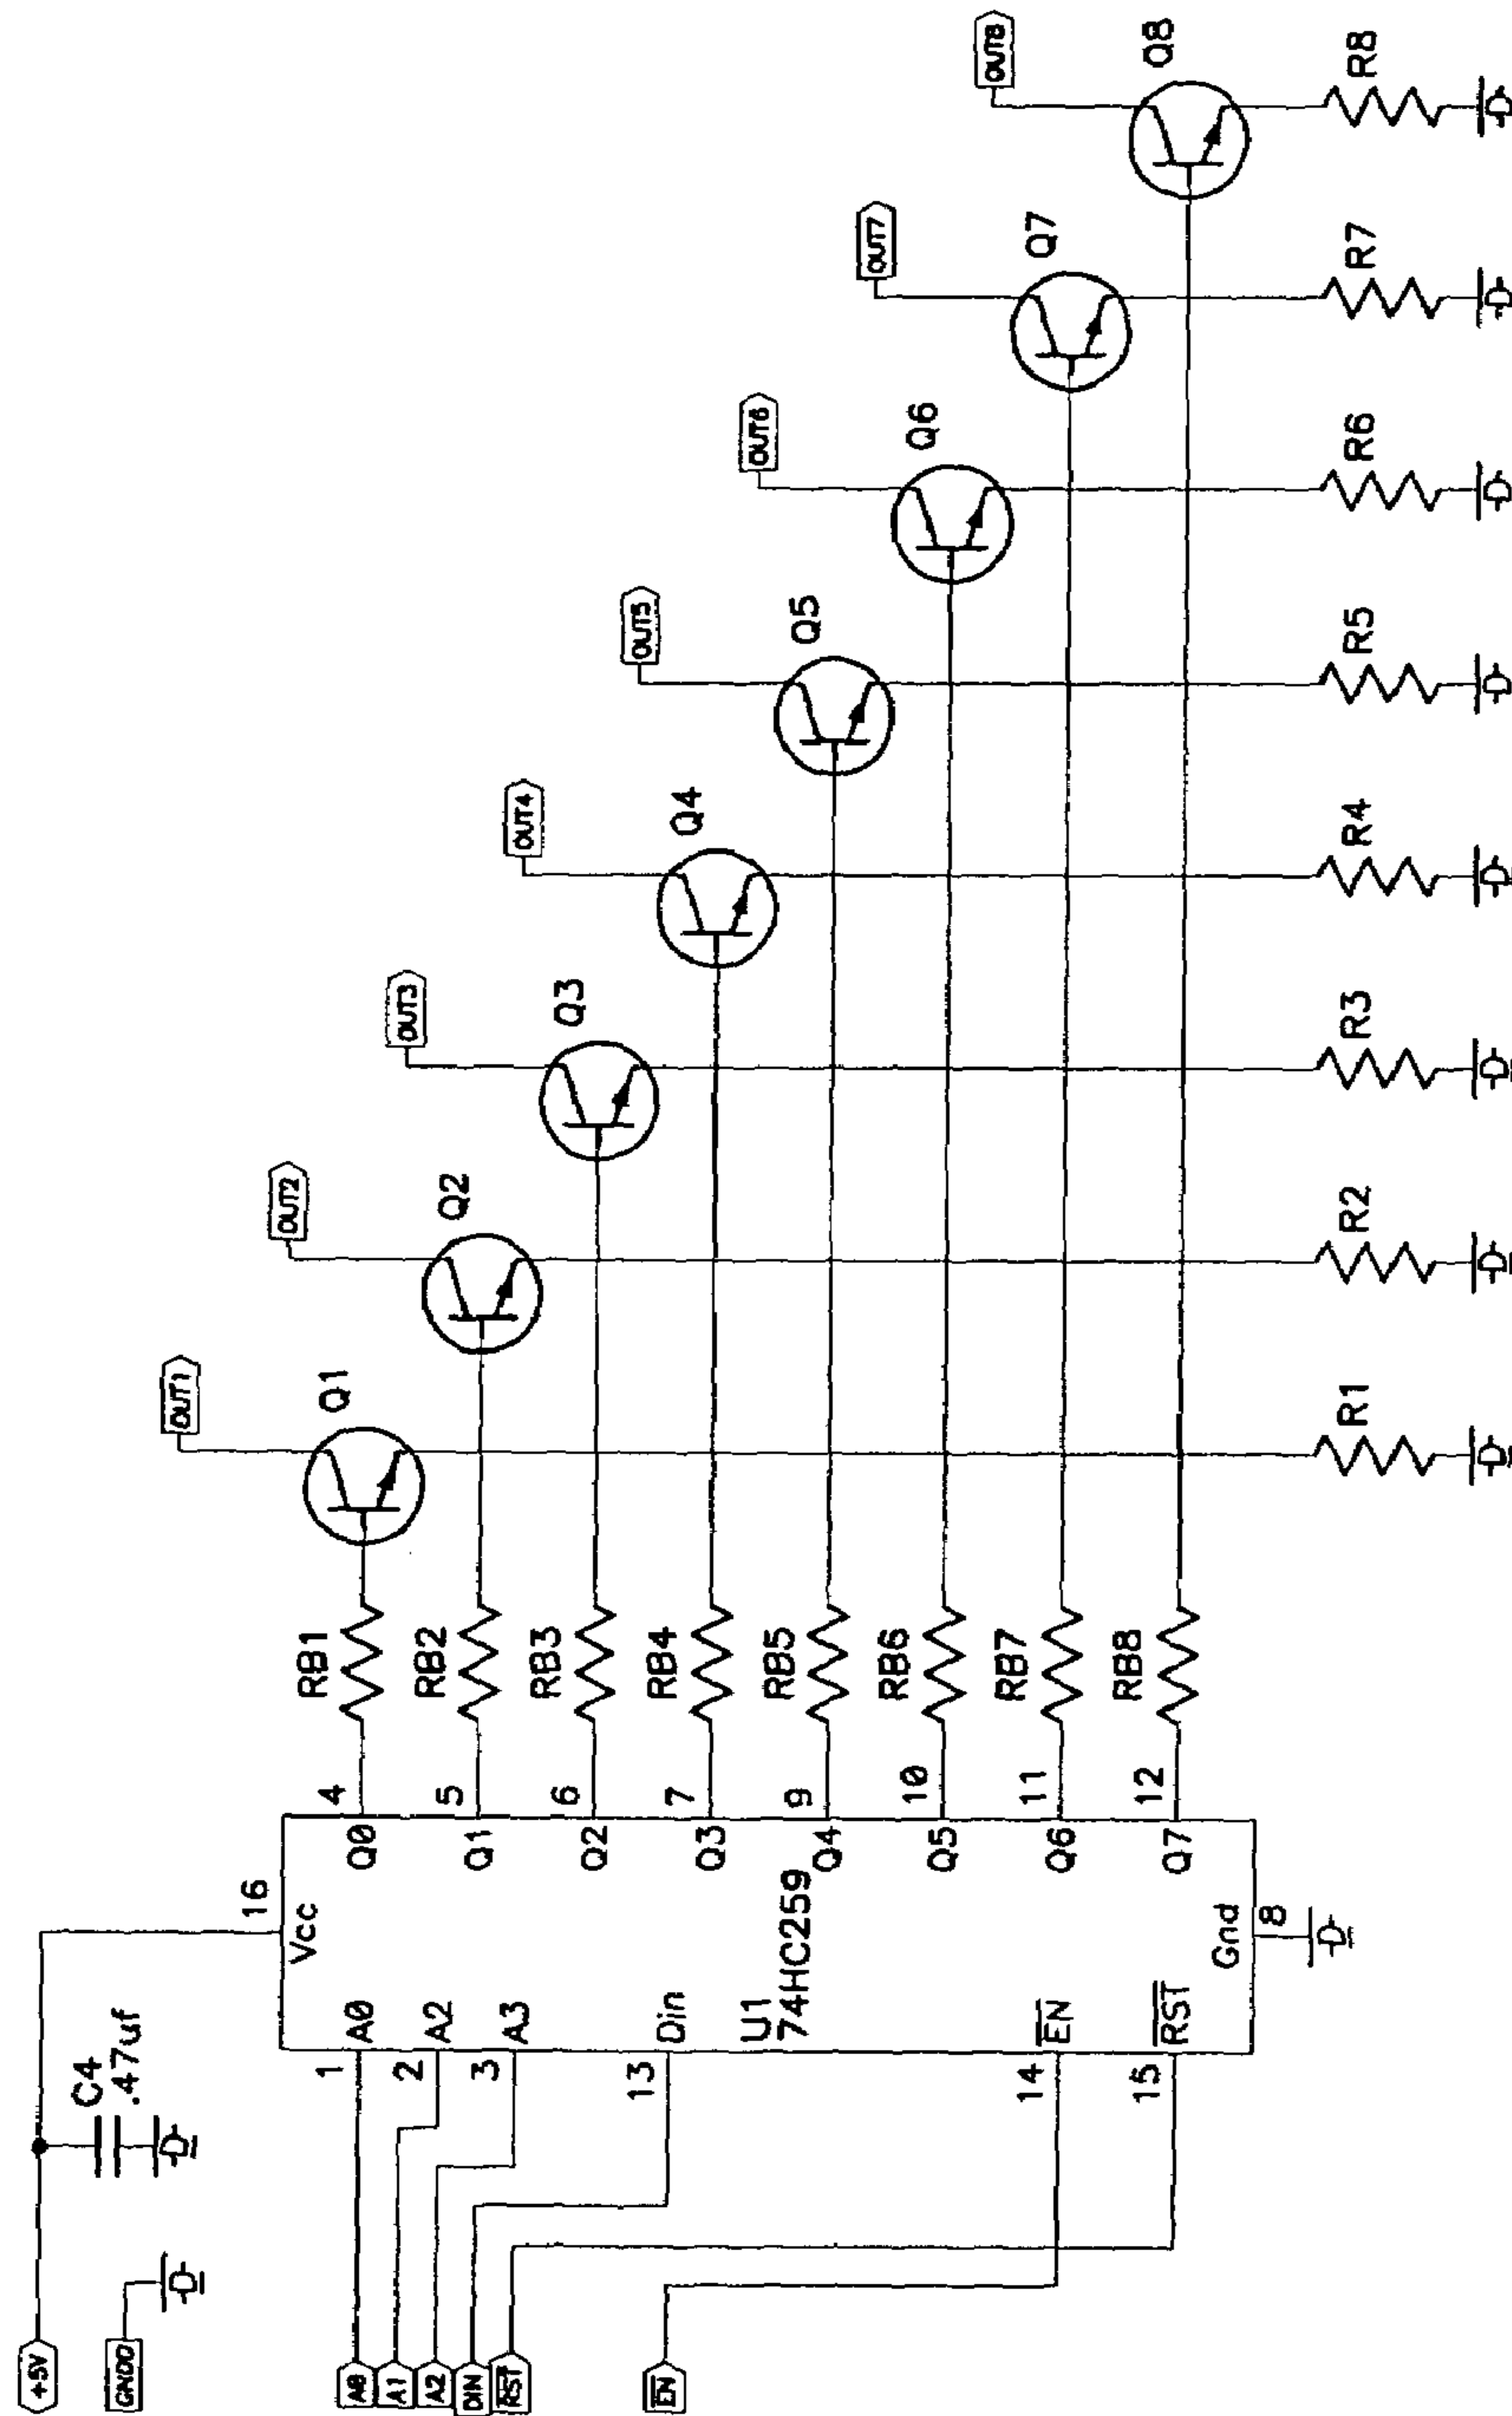 +5V
GNDD
C4
.47uf
16
Vcc
A0
A1
A2
DIN
RST
EN
1
A0
2
A2
3
A3
13
Din
U1
74HC259
14
EN
15
RST
Gnd
8
Q0
4
RB1
Q1
5
RB2
Q2
6
RB3
Q3
7
RB4
Q4
9
RB5
Q5
10
RB6
Q6
11
RB7
Q7
12
RB8
OUT1
Q1
R1
OUT2
Q2
R2
OUT3
Q3
R3
OUT4
Q4
R4
OUT5
Q5
R5
OUT6
Q6
R6
OUT7
Q7
R7
OUT8
Q8
R8
D
D
D
D
D
D
D
D
D
D
D